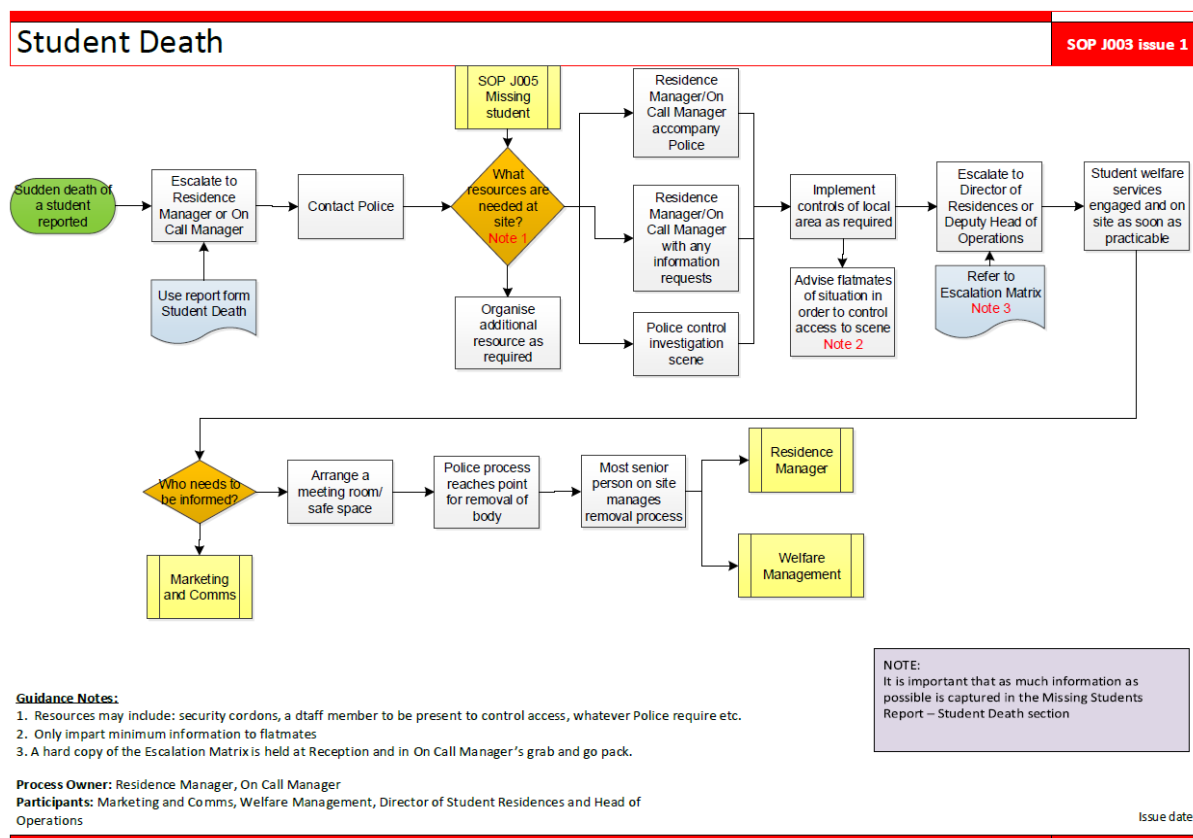 Student Death
SOP J003 issue 1
SOP J005
Missing
student
Residence
Manager/On
Call Manager
accompany
Police
Sudden death of
a student
reported
Escalate to
Residence
Manager or On
Call Manager
Contact Police
What
resources are
needed at
site?
Note 1
Residence
Manager/On
Call Manager
with any
information
requests
Implement
controls of local
area as required
Escalate to
Director of
Residences or
Deputy Head of
Operations
Student welfare
services
engaged and on
site as soon as
practicable
Use report form
Student Death
Organise
additional
resource as
required
Police control
investigation
scene
Advise flatmates
of situation in
order to control
access to scene
Note 2
Refer to
Escalation Matrix
Note 3
Who needs to
be informed?
Arrange a
meeting room/
safe space
Police process
reaches point
for removal of
body
Most senior
person on site
manages
removal process
Residence
Manager
Welfare
Management
Marketing
and Comms
NOTE:
It is important that as much information as
possible is captured in the Missing Students
Report – Student Death section
Guidance Notes:
1. Resources may include: security cordons, a dtaff member to be present to control access, whatever Police require etc.
2. Only impart minimum information to flatmates
3. A hard copy of the Escalation Matrix is held at Reception and in On Call Manager's grab and go pack.
Process Owner: Residence Manager, On Call Manager
Participants: Marketing and Comms, Welfare Management, Director of Student Residences and Head of
Operations
Issue date